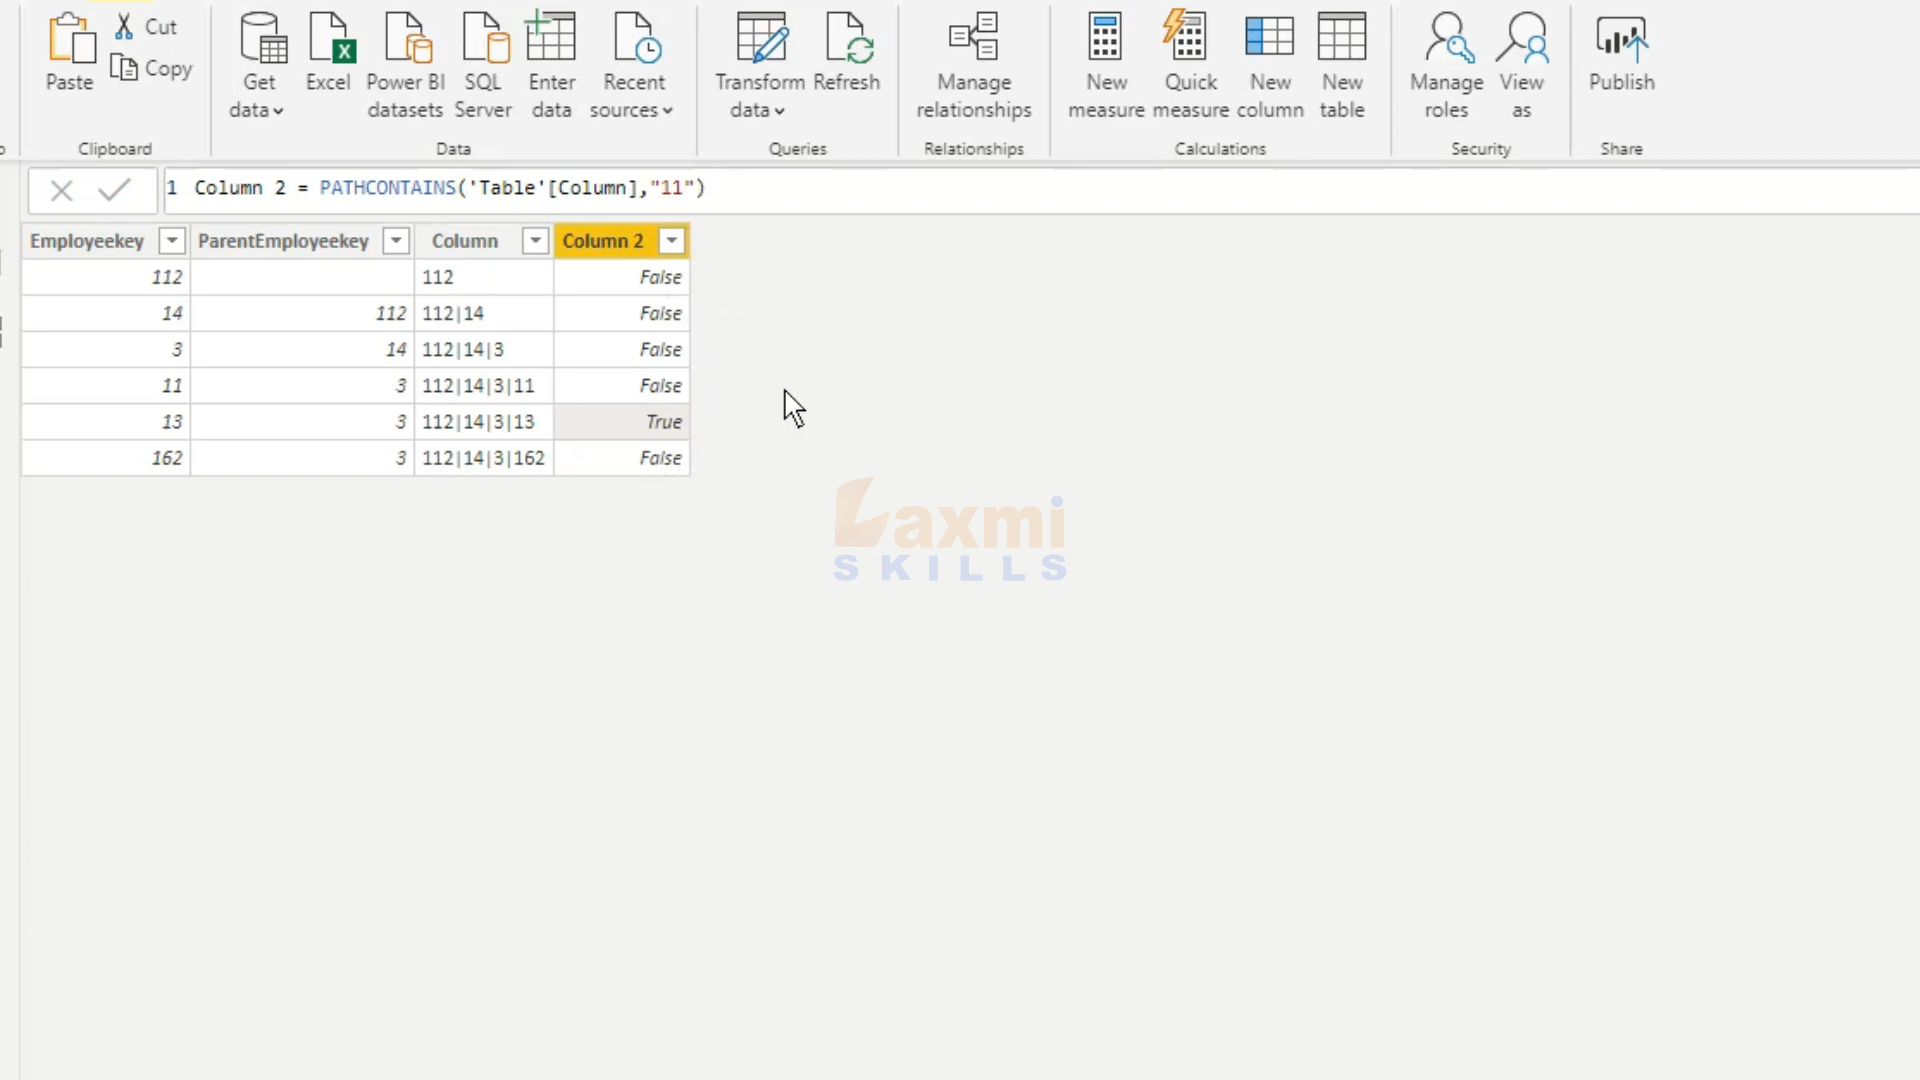 Cut
Copy
Paste
Get data
Excel
Power BI datasets
SQL Server
Enter data
Recent sources
Transform data
Refresh
Manage relationships
New measure
Quick measure
New column
New table
Manage roles
View as
Publish
Clipboard
Data
Queries
Relationships
Calculations
Security
Share
1 Column 2 = PATHCONTAINS('Table'[Column],"11")
Employeekey ParentEmployeekey Column Column 2
112 112 False
14 112 112|14 False
3 14 112|14|3 False
11 3 112|14|3|11 False
13 3 112|14|3|13 True
162 3 112|14|3|162 False
Laxmi
SKILLS